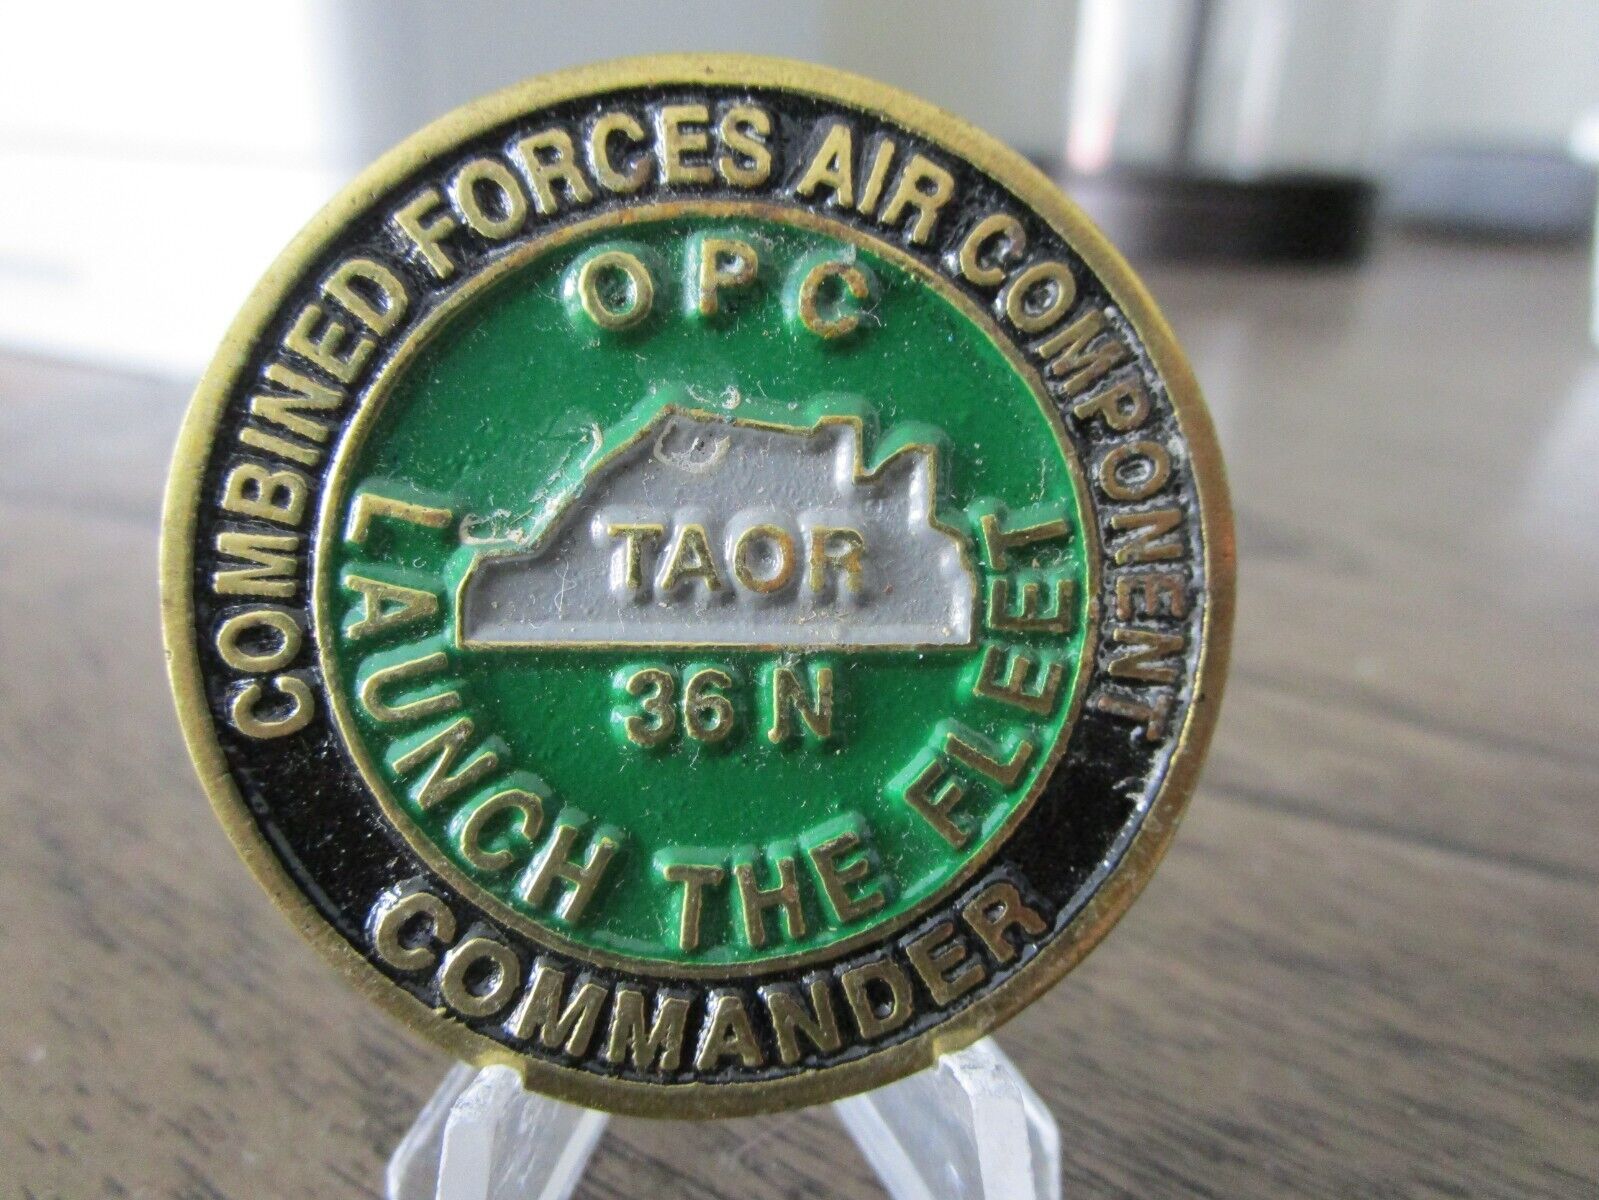 COMBINED FORCES AIR COMPONENT
COMMANDER
OPC
TAOR
36 N
LAUNCH THE FLEET